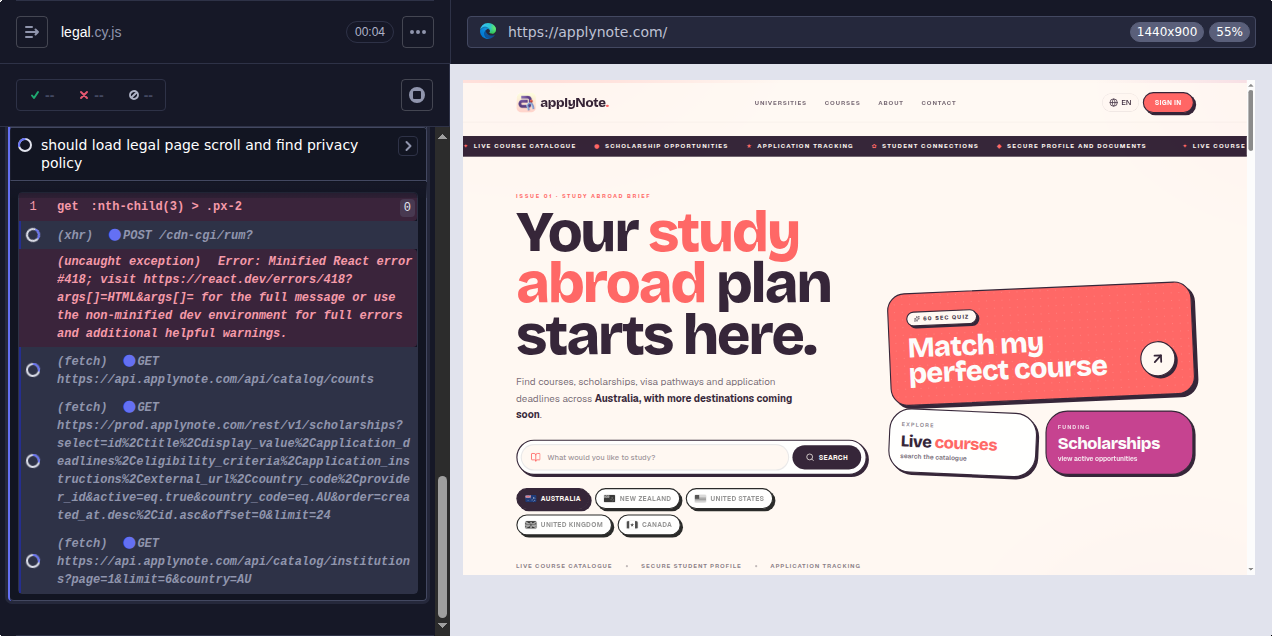 legal.cy.js
00:04
https://applynote.com/
1440x900
55%
--
--
--
should load legal page scroll and find privacy
policy
1 get :nth-child(3) > .px-2 0
(xhr) POST /cdn-cgi/rum?
(uncaught exception) Error: Minified React error
#418; visit https://react.dev/errors/418?
args[]=HTML&args[]= for the full message or use
the non-minified dev environment for full errors
and additional helpful warnings.
(fetch) GET
https://api.applynote.com/api/catalog/counts
(fetch) GET
https://prod.applynote.com/rest/v1/scholarships?
select=id%2Ctitle%2Cdisplay_value%2Capplication_d
eadlines%2Celigibility_criteria%2Capplication_ins
tructions%2Cexternal_url%2Ccountry_code%2Cprovide
r_id&active=eq.true&country_code=eq.AU&order=crea
ted_at.desc%2Cid.asc&offset=0&limit=24
(fetch) GET
https://api.applynote.com/api/catalog/institution
s?page=1&limit=6&country=AU
applyNote.
UNIVERSITIES
COURSES
ABOUT
CONTACT
EN
SIGN IN
LIVE COURSE CATALOGUE
SCHOLARSHIP OPPORTUNITIES
APPLICATION TRACKING
STUDENT CONNECTIONS
SECURE PROFILE AND DOCUMENTS
LIVE COURSE
ISSUE 01 · STUDY ABROAD BRIEF
Your study
abroad plan
starts here.
Find courses, scholarships, visa pathways and application
deadlines across Australia, with more destinations coming
soon.
What would you like to study?
SEARCH
AUSTRALIA
NEW ZEALAND
UNITED STATES
UNITED KINGDOM
CANADA
LIVE COURSE CATALOGUE • SECURE STUDENT PROFILE • APPLICATION TRACKING
60 SEC QUIZ
Match my
perfect course
EXPLORE
Live courses
search the catalogue
FUNDING
Scholarships
view active opportunities